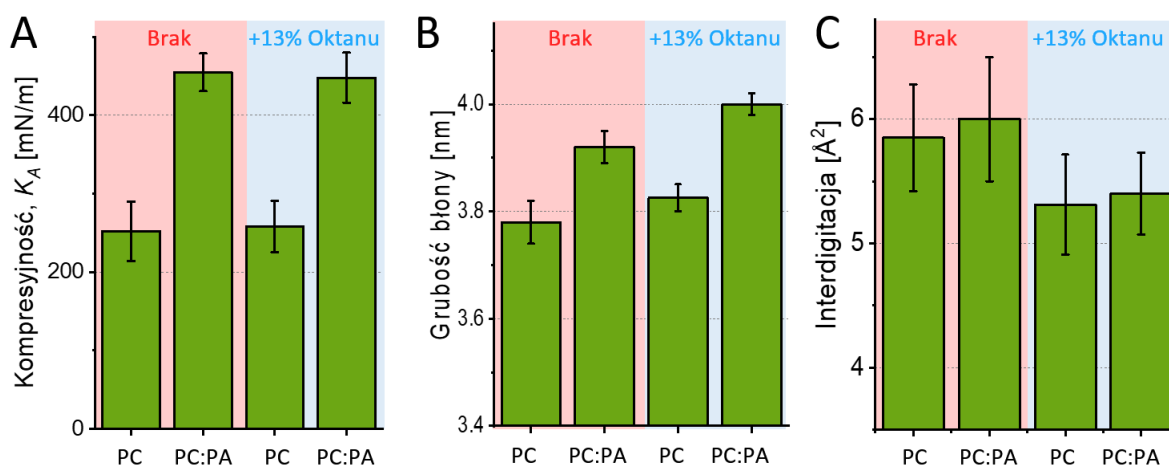 A
Brak
+13% Oktanu
Kompresyjność, K_A [mN/m]
400
200
0
PC
PC:PA
PC
PC:PA
B
Brak
+13% Oktanu
Grubość błony [nm]
4.0
3.8
3.6
3.4
PC
PC:PA
PC
PC:PA
C
Brak
+13% Oktanu
Interdigitacja [Å²]
6
5
4
PC
PC:PA
PC
PC:PA